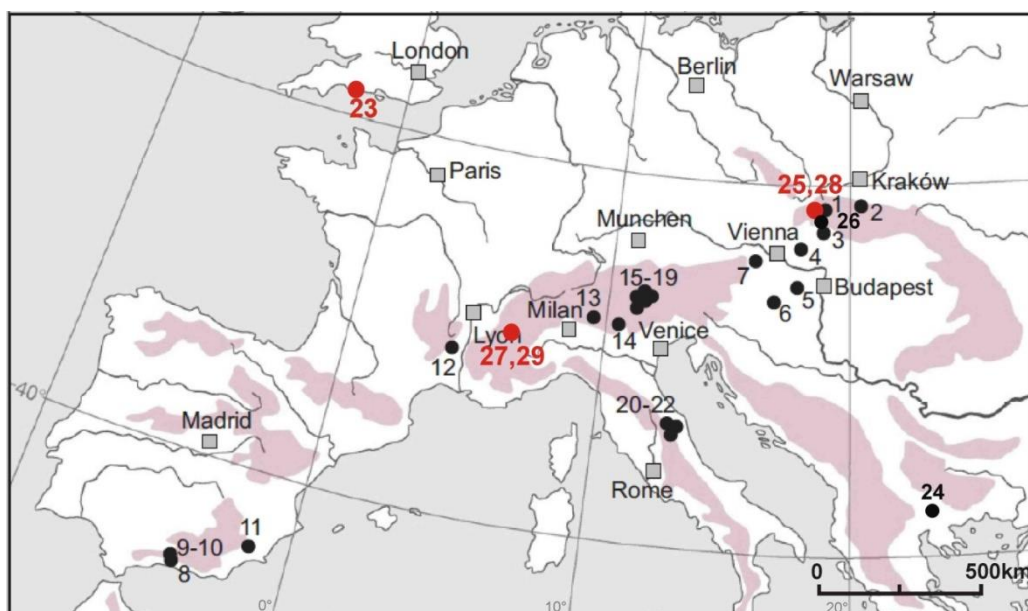 London
Berlin
Warsaw
23
Paris
25,28
Kraków
1
2
26
Munchen
3
Vienna
4
7
15-19
Budapest
5
6
13
Milan
14
Venice
Lyon
27,29
12
40°
20-22
Madrid
Rome
24
11
9-10
8
0
500km
0°
10°
20°